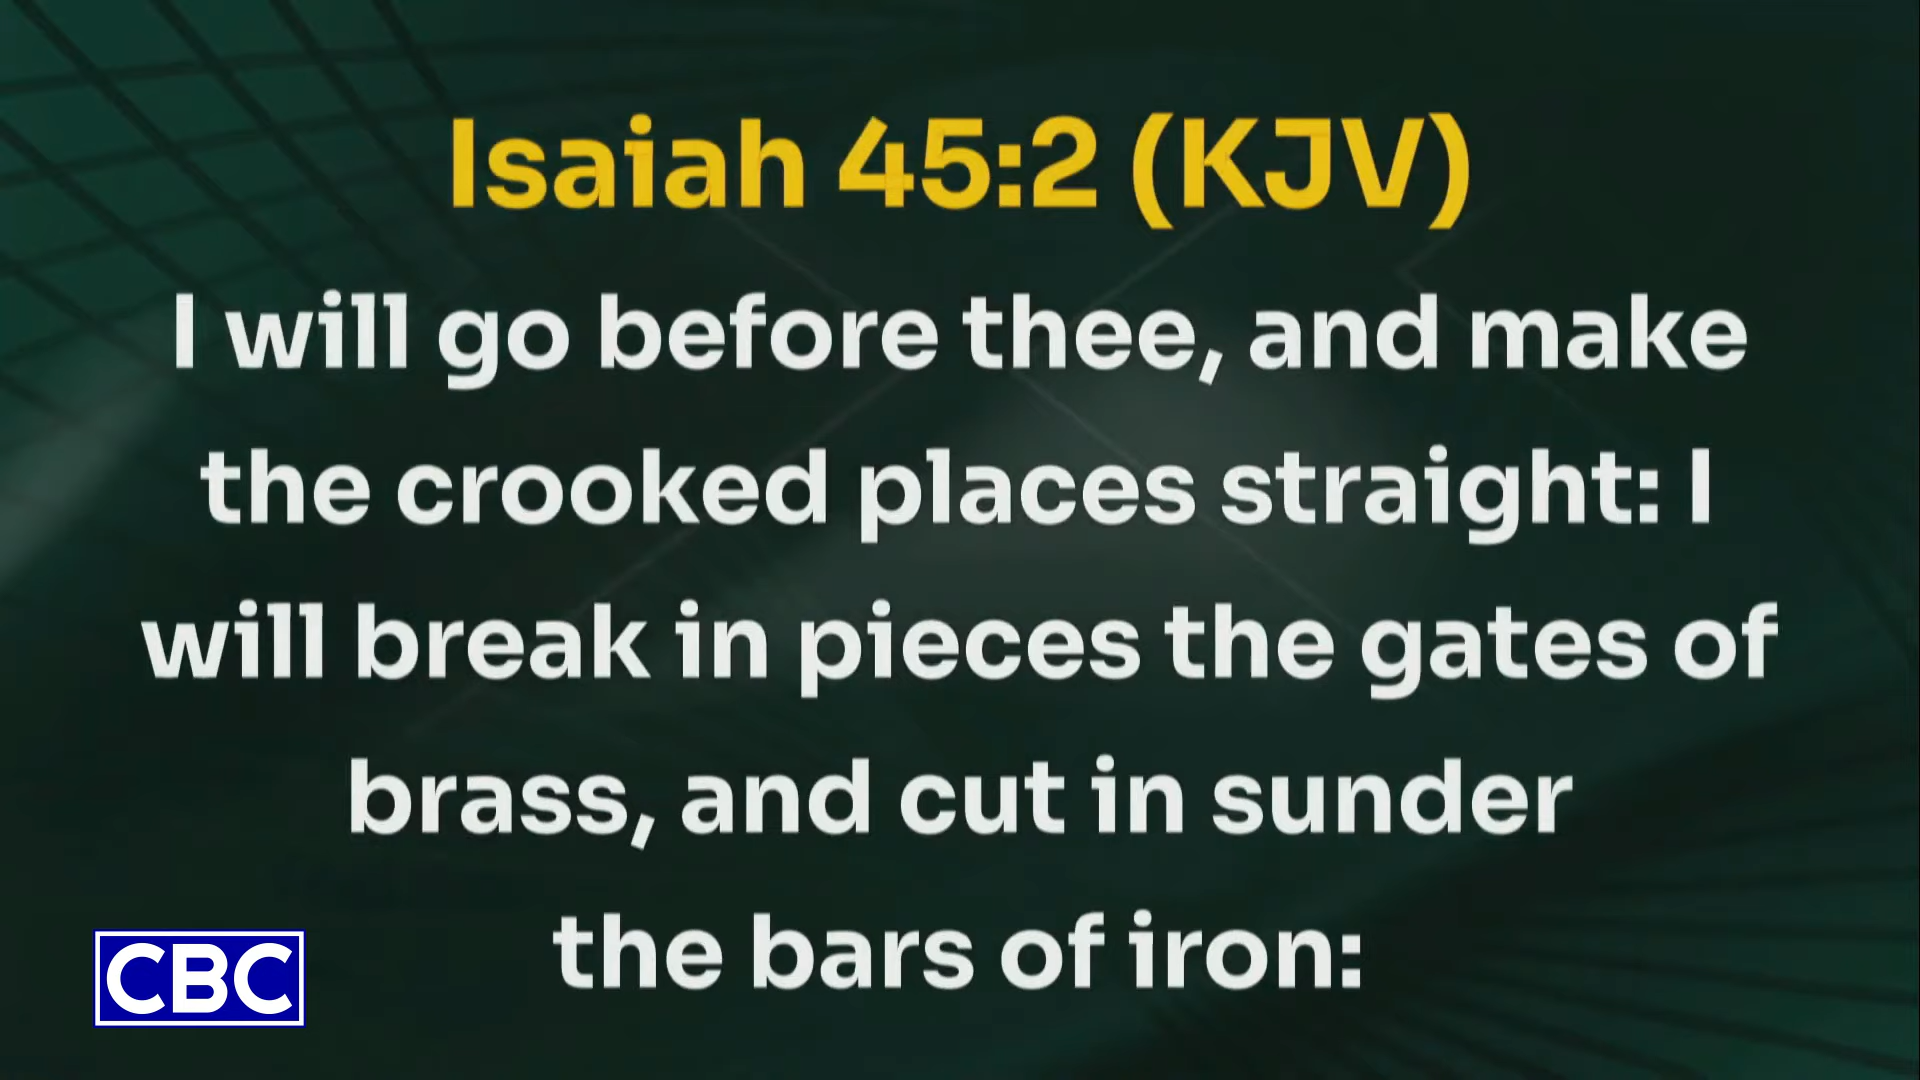 Isaiah 45:2 (KJV)
I will go before thee, and make
the crooked places straight: I
will break in pieces the gates of
brass, and cut in sunder
the bars of iron:
CBC